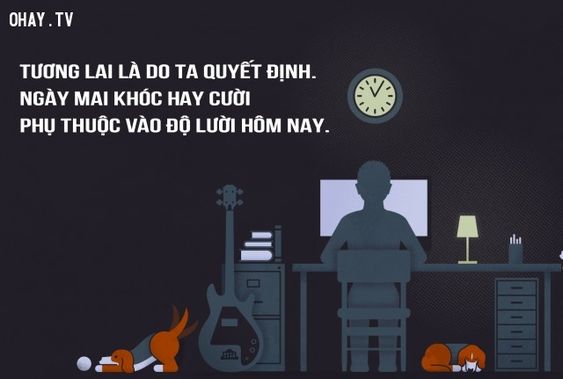 OHAY.TV
TƯƠNG LAI LÀ DO TA QUYẾT ĐỊNH.
NGÀY MAI KHÓC HAY CƯỜI
PHỤ THUỘC VÀO ĐỘ LƯỜI HÔM NAY.